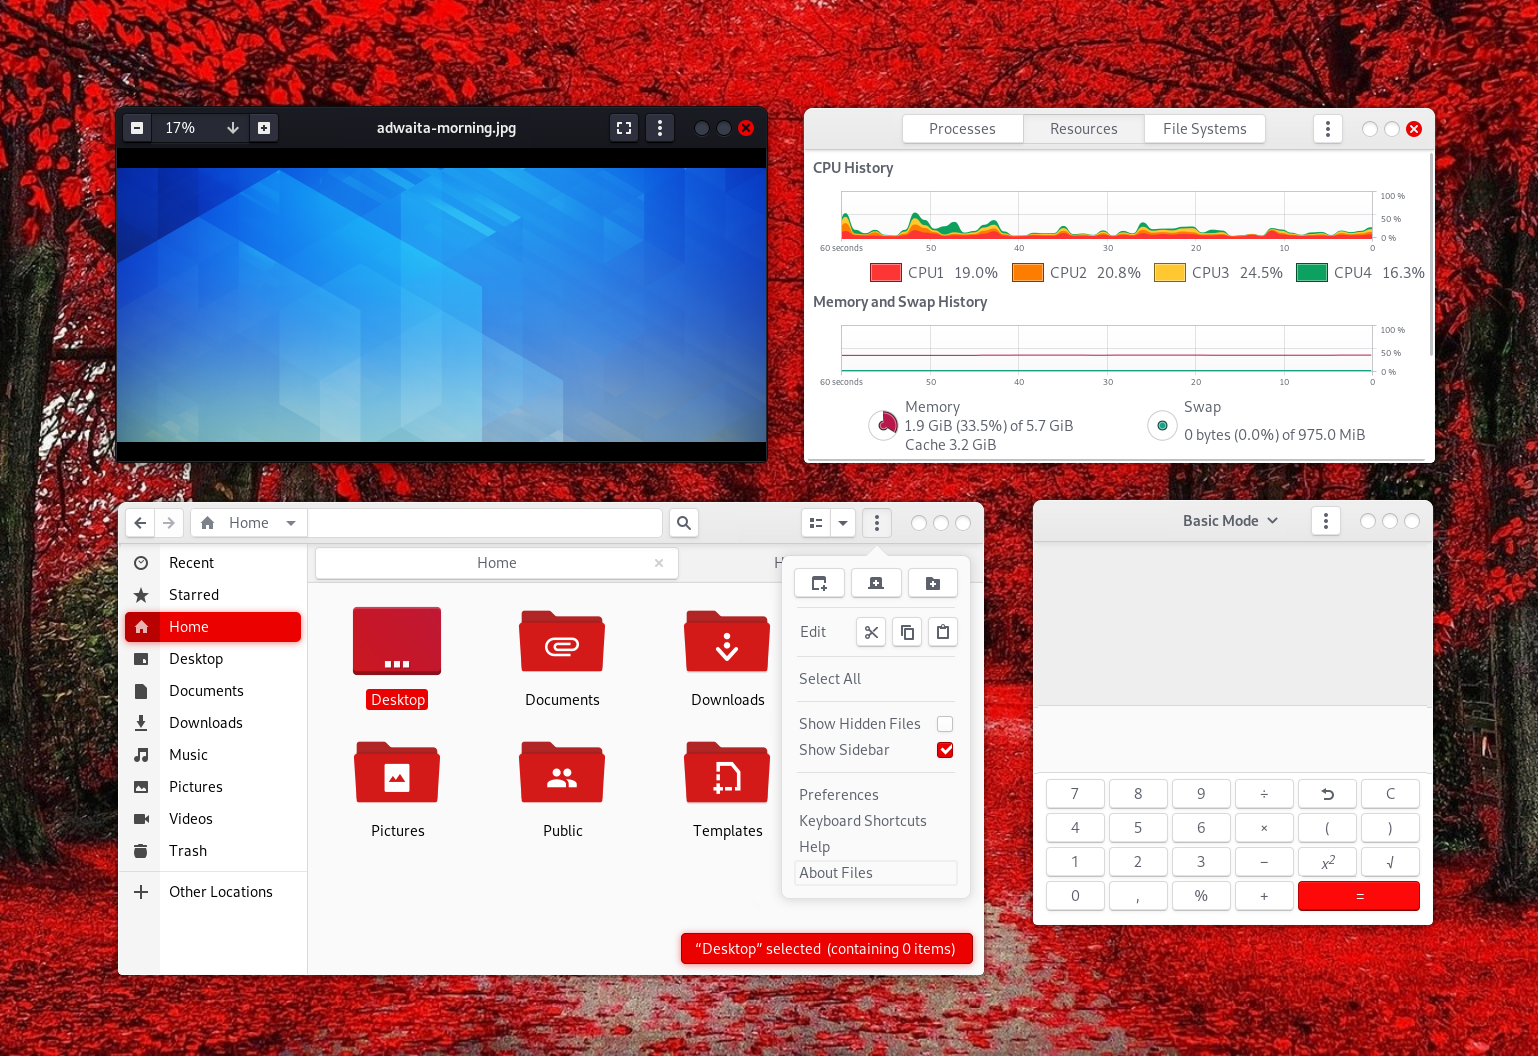 17%
adwaita-morning.jpg
Processes
Resources
File Systems
CPU History
100 %
50 %
0 %
60 seconds
50
40
30
20
10
0
CPU1 19.0%
CPU2 20.8%
CPU3 24.5%
CPU4 16.3%
Memory and Swap History
100 %
50 %
0 %
60 seconds
50
40
30
20
10
0
Memory
1.9 GiB (33.5%) of 5.7 GiB
Cache 3.2 GiB
Swap
0 bytes (0.0%) of 975.0 MiB
Home
Recent
Starred
Home
Desktop
Documents
Downloads
Music
Pictures
Videos
Trash
Other Locations
Home
Desktop
Documents
Downloads
Pictures
Public
Templates
Edit
Select All
Show Hidden Files
Show Sidebar
Preferences
Keyboard Shortcuts
Help
About Files
“Desktop” selected (containing 0 items)
Basic Mode
7 8 9 ÷ C
4 5 6 × ( )
1 2 3 − x² √
0 , % + =